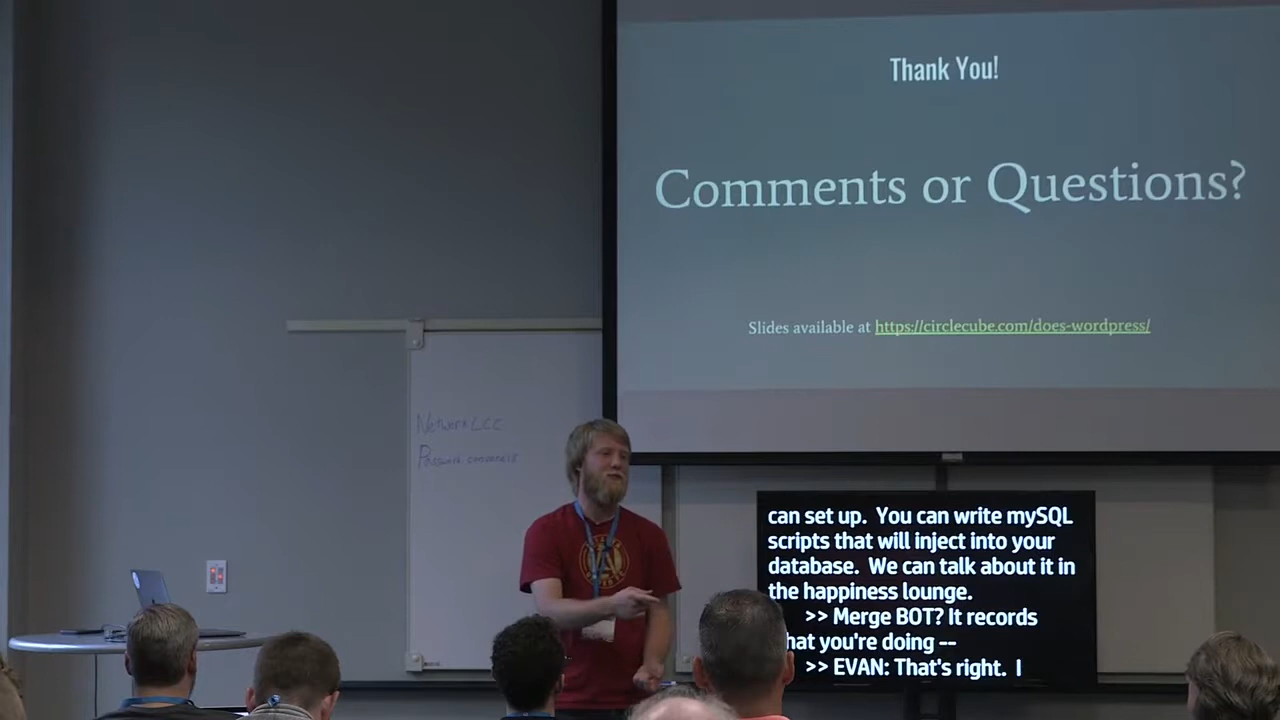 Thank You!
Comments or Questions?
Slides available at https://circlecube.com/does-wordpress/
Network LCC
can set up.  You can write mySQL
scripts that will inject into your
database.  We can talk about it in
the happiness lounge.
>> Merge BOT? It records
hat you're doing --
>> EVAN: That's right.  I